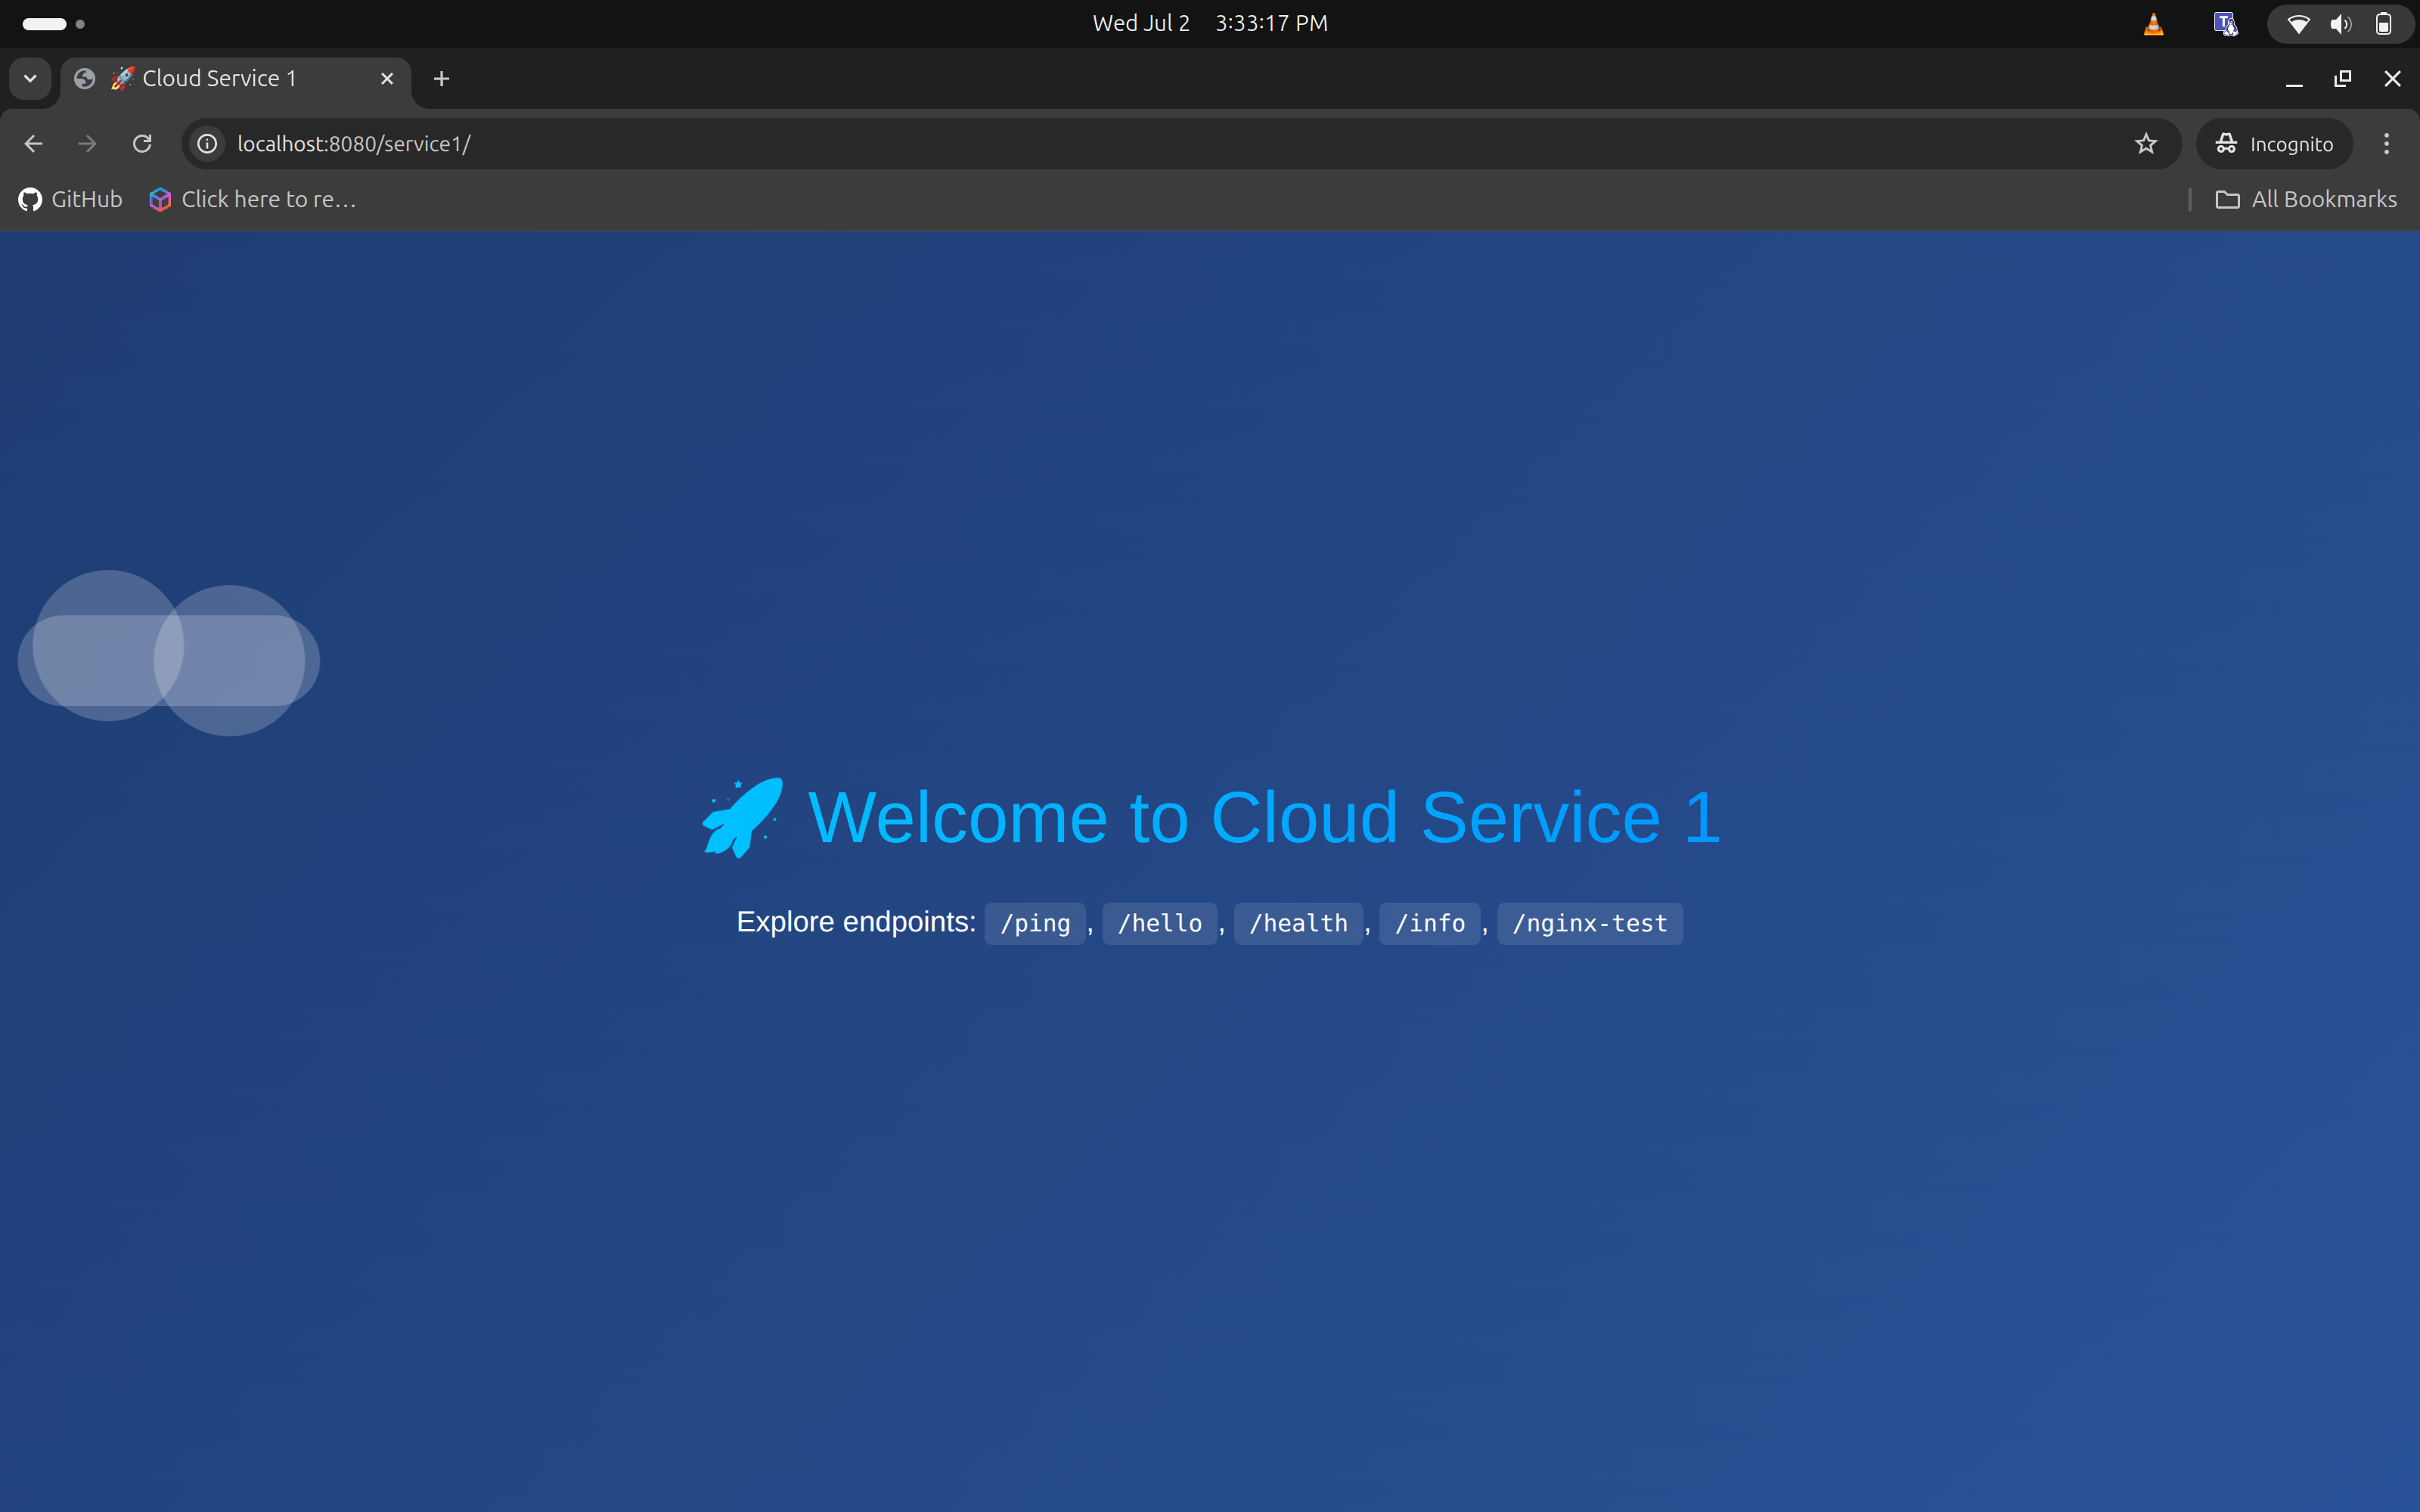 Wed Jul 2 3:33:17 PM
🚀 Cloud Service 1
localhost:8080/service1/
Incognito
GitHub Click here to re… All Bookmarks
🚀 Welcome to Cloud Service 1
Explore endpoints: /ping, /hello, /health, /info, /nginx-test